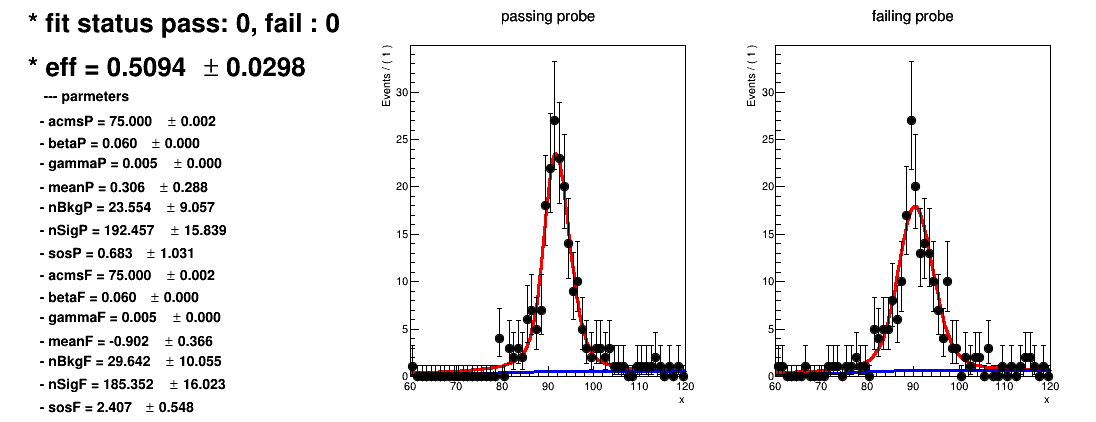 * fit status pass: 0, fail : 0
* eff = 0.5094 ± 0.0298
--- parmeters
- acmsP = 75.000 ± 0.002
- betaP = 0.060 ± 0.000
- gammaP = 0.005 ± 0.000
- meanP = 0.306 ± 0.288
- nBkgP = 23.554 ± 9.057
- nSigP = 192.457 ± 15.839
- sosP = 0.683 ± 1.031
- acmsF = 75.000 ± 0.002
- betaF = 0.060 ± 0.000
- gammaF = 0.005 ± 0.000
- meanF = -0.902 ± 0.366
- nBkgF = 29.642 ± 10.055
- nSigF = 185.352 ± 16.023
- sosF = 2.407 ± 0.548
passing probe
Events / ( 1 )
30
25
20
15
10
5
0
60 70 80 90 100 110 120
x
failing probe
Events / ( 1 )
30
25
20
15
10
5
0
60 70 80 90 100 110 120
x